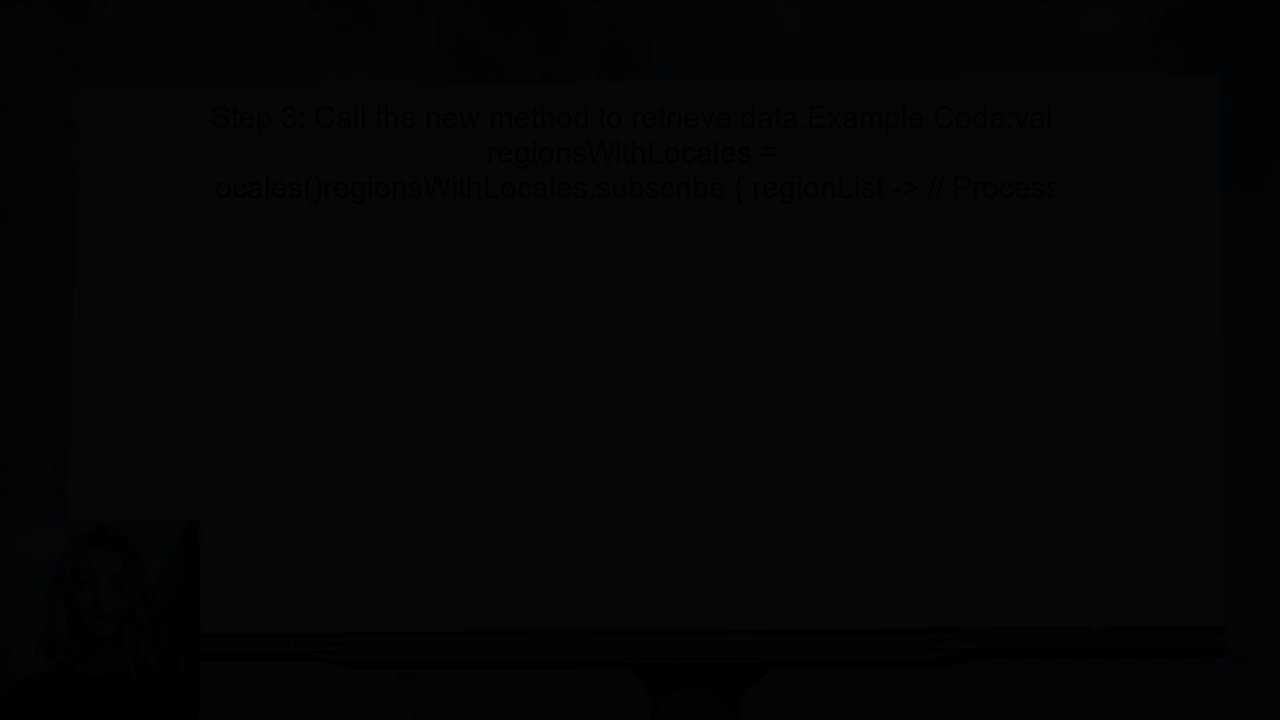 Step 3: Call the new method to retrieve data.Example Code:val
regionsWithLocales =
.ocales()regionsWithLocales.subscribe { regionList -> // Process